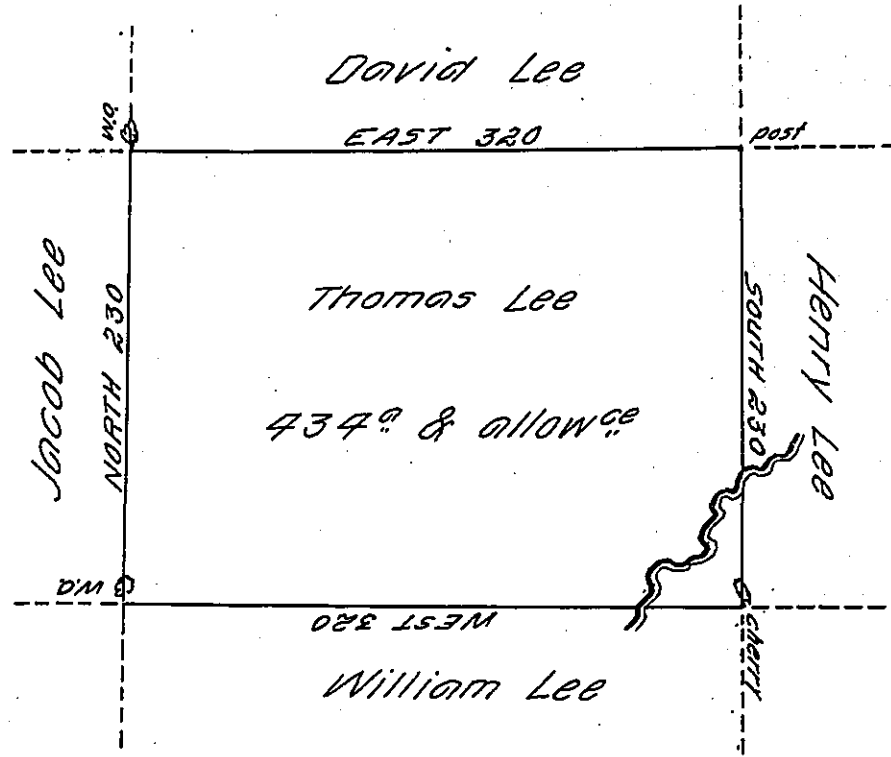 David Lee
W.O.
EAST 320
post
Jacob Lee
NORTH 230
Thomas Lee
434ª & allowᶜᵉ
SOUTH 230
Henry Lee
W.O.
WEST 320
cherry
William Lee